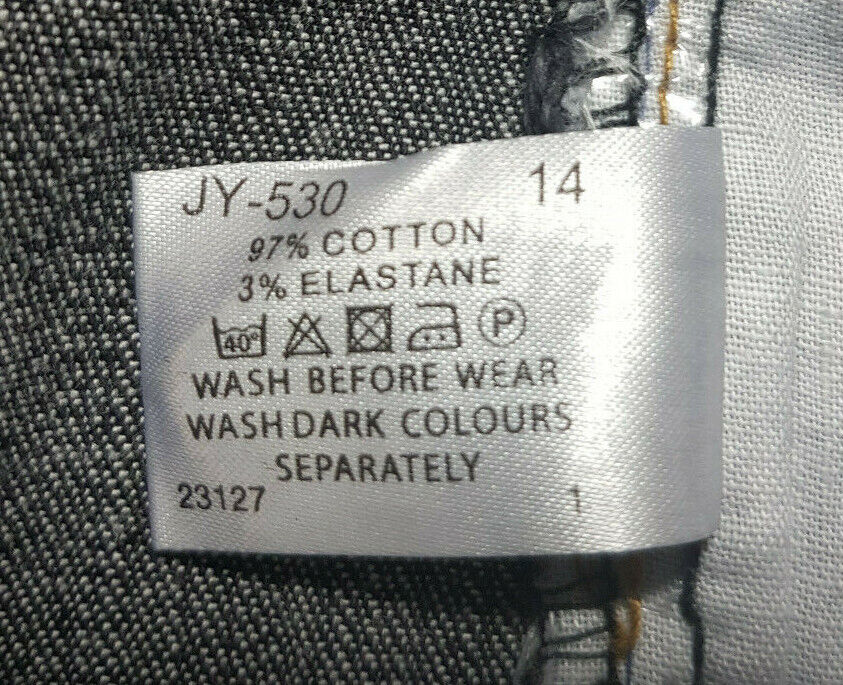 JY-530 14
97% COTTON
3% ELASTANE
40° P
WASH BEFORE WEAR
WASH DARK COLOURS
SEPARATELY
23127 1